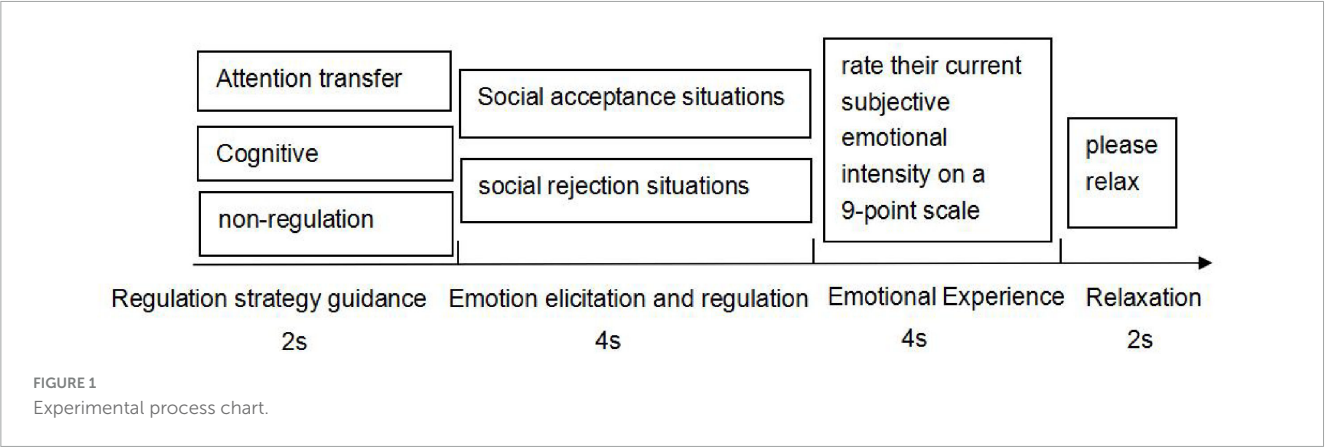 Attention transfer
Cognitive
non-regulation
Social acceptance situations
social rejection situations
rate their current
subjective
emotional
intensity on a
9-point scale
please
relax
Regulation strategy guidance
2s
Emotion elicitation and regulation
4s
Emotional Experience
4s
Relaxation
2s
FIGURE 1
Experimental process chart.